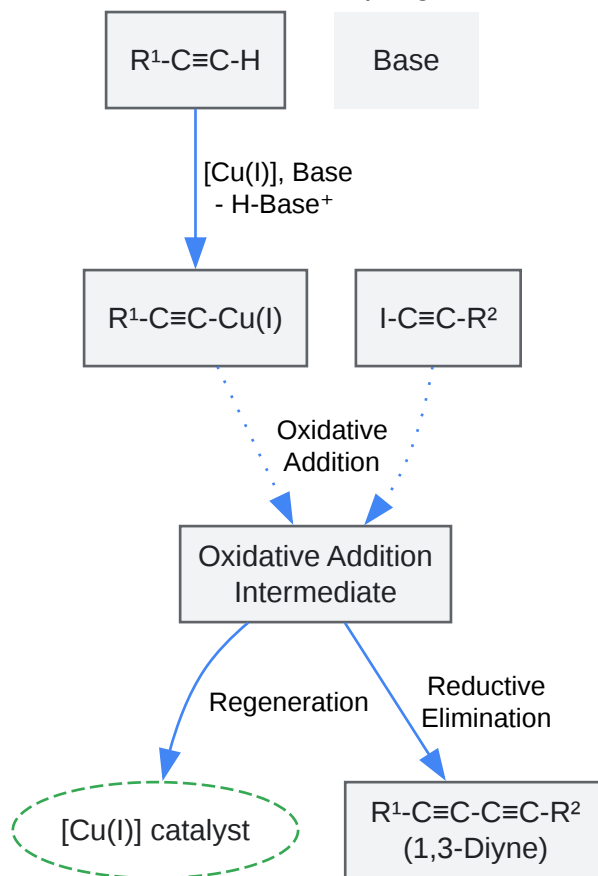 R¹-C≡C-H
Base
[Cu(I)], Base
- H-Base⁺
R¹-C≡C-Cu(I)
I-C≡C-R²
Oxidative
Addition
Oxidative Addition
Intermediate
Regeneration
Reductive
Elimination
[Cu(I)] catalyst
R¹-C≡C-C≡C-R²
(1,3-Diyne)